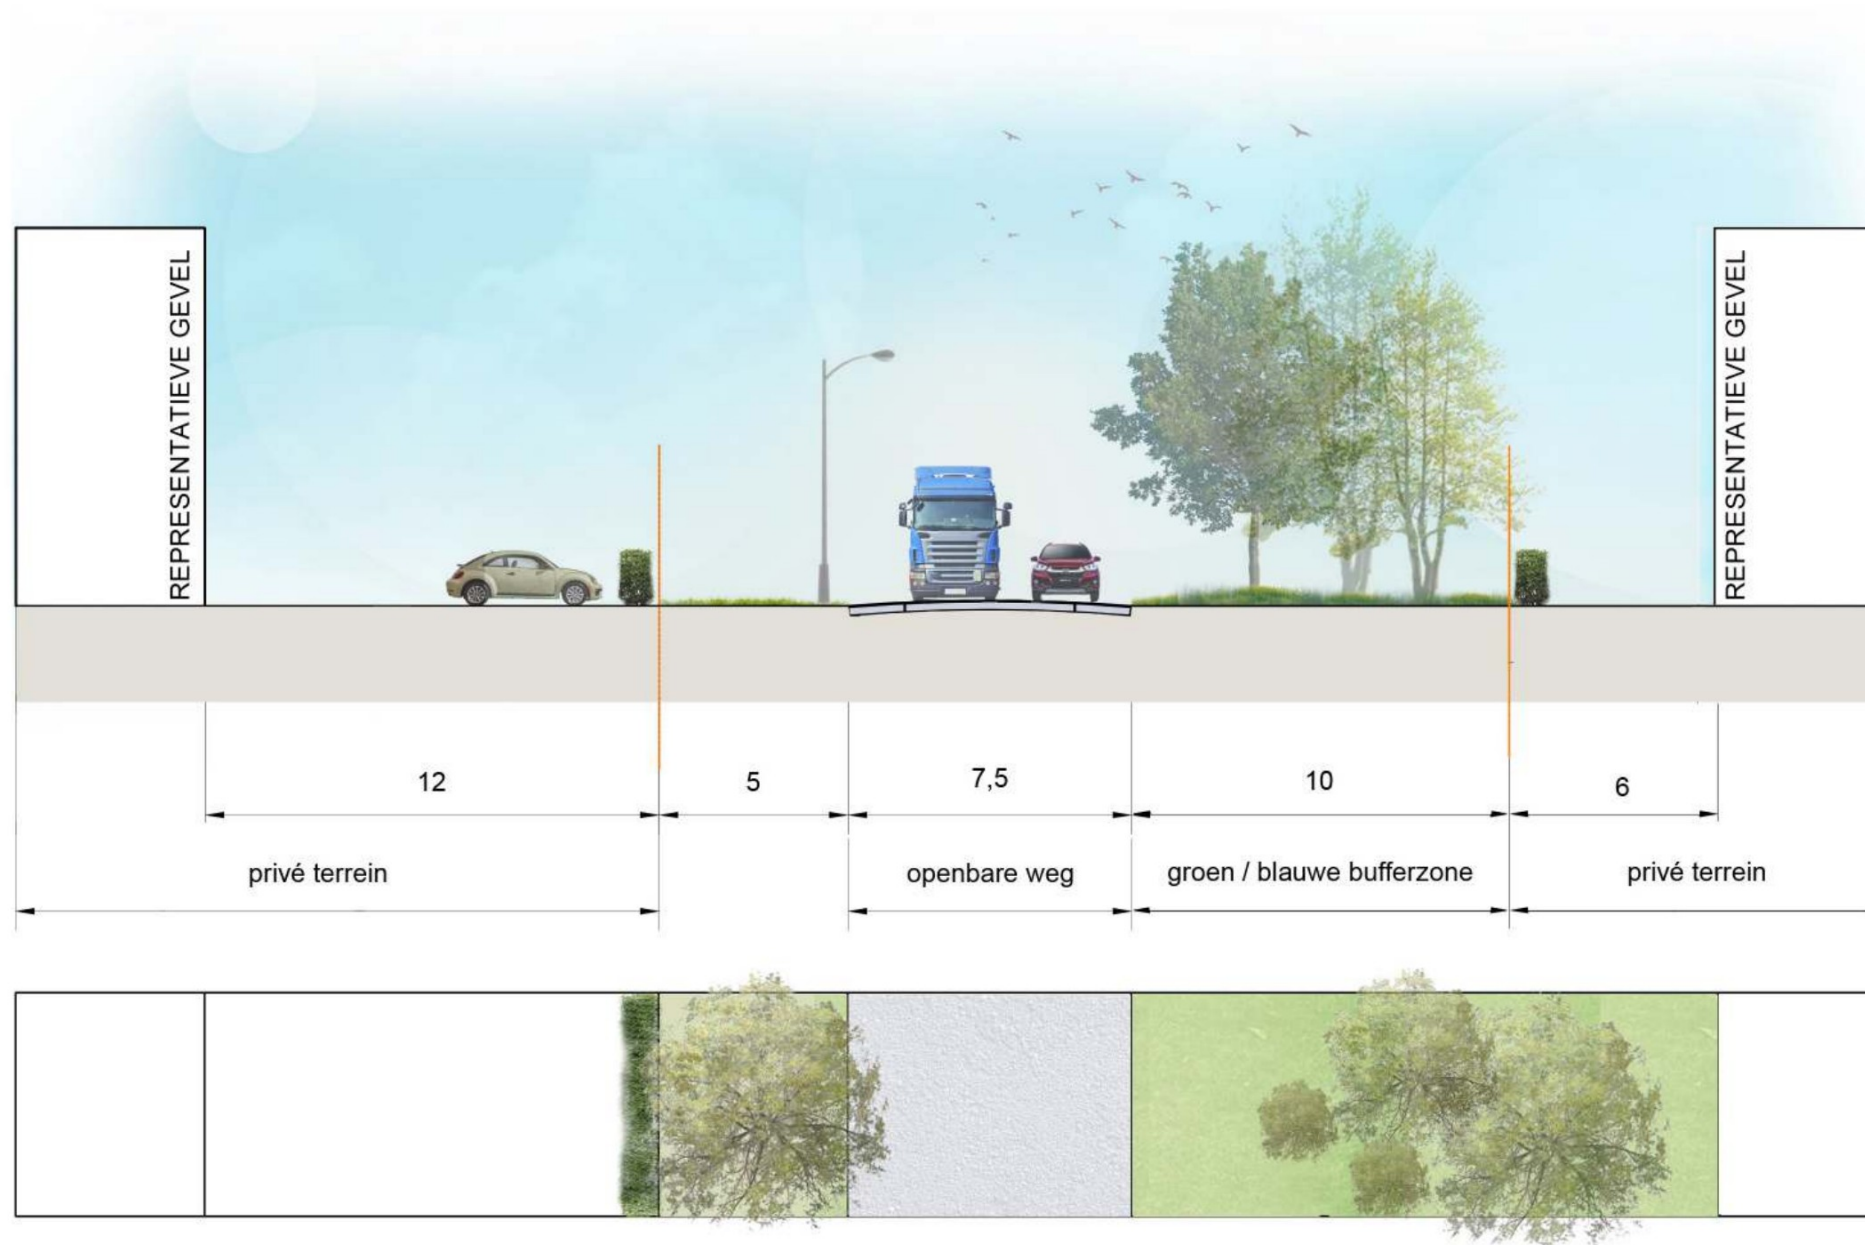 REPRESENTATIEVE GEVEL
REPRESENTATIEVE GEVEL
12
5
7,5
10
6
privé terrein
openbare weg
groen / blauwe bufferzone
privé terrein